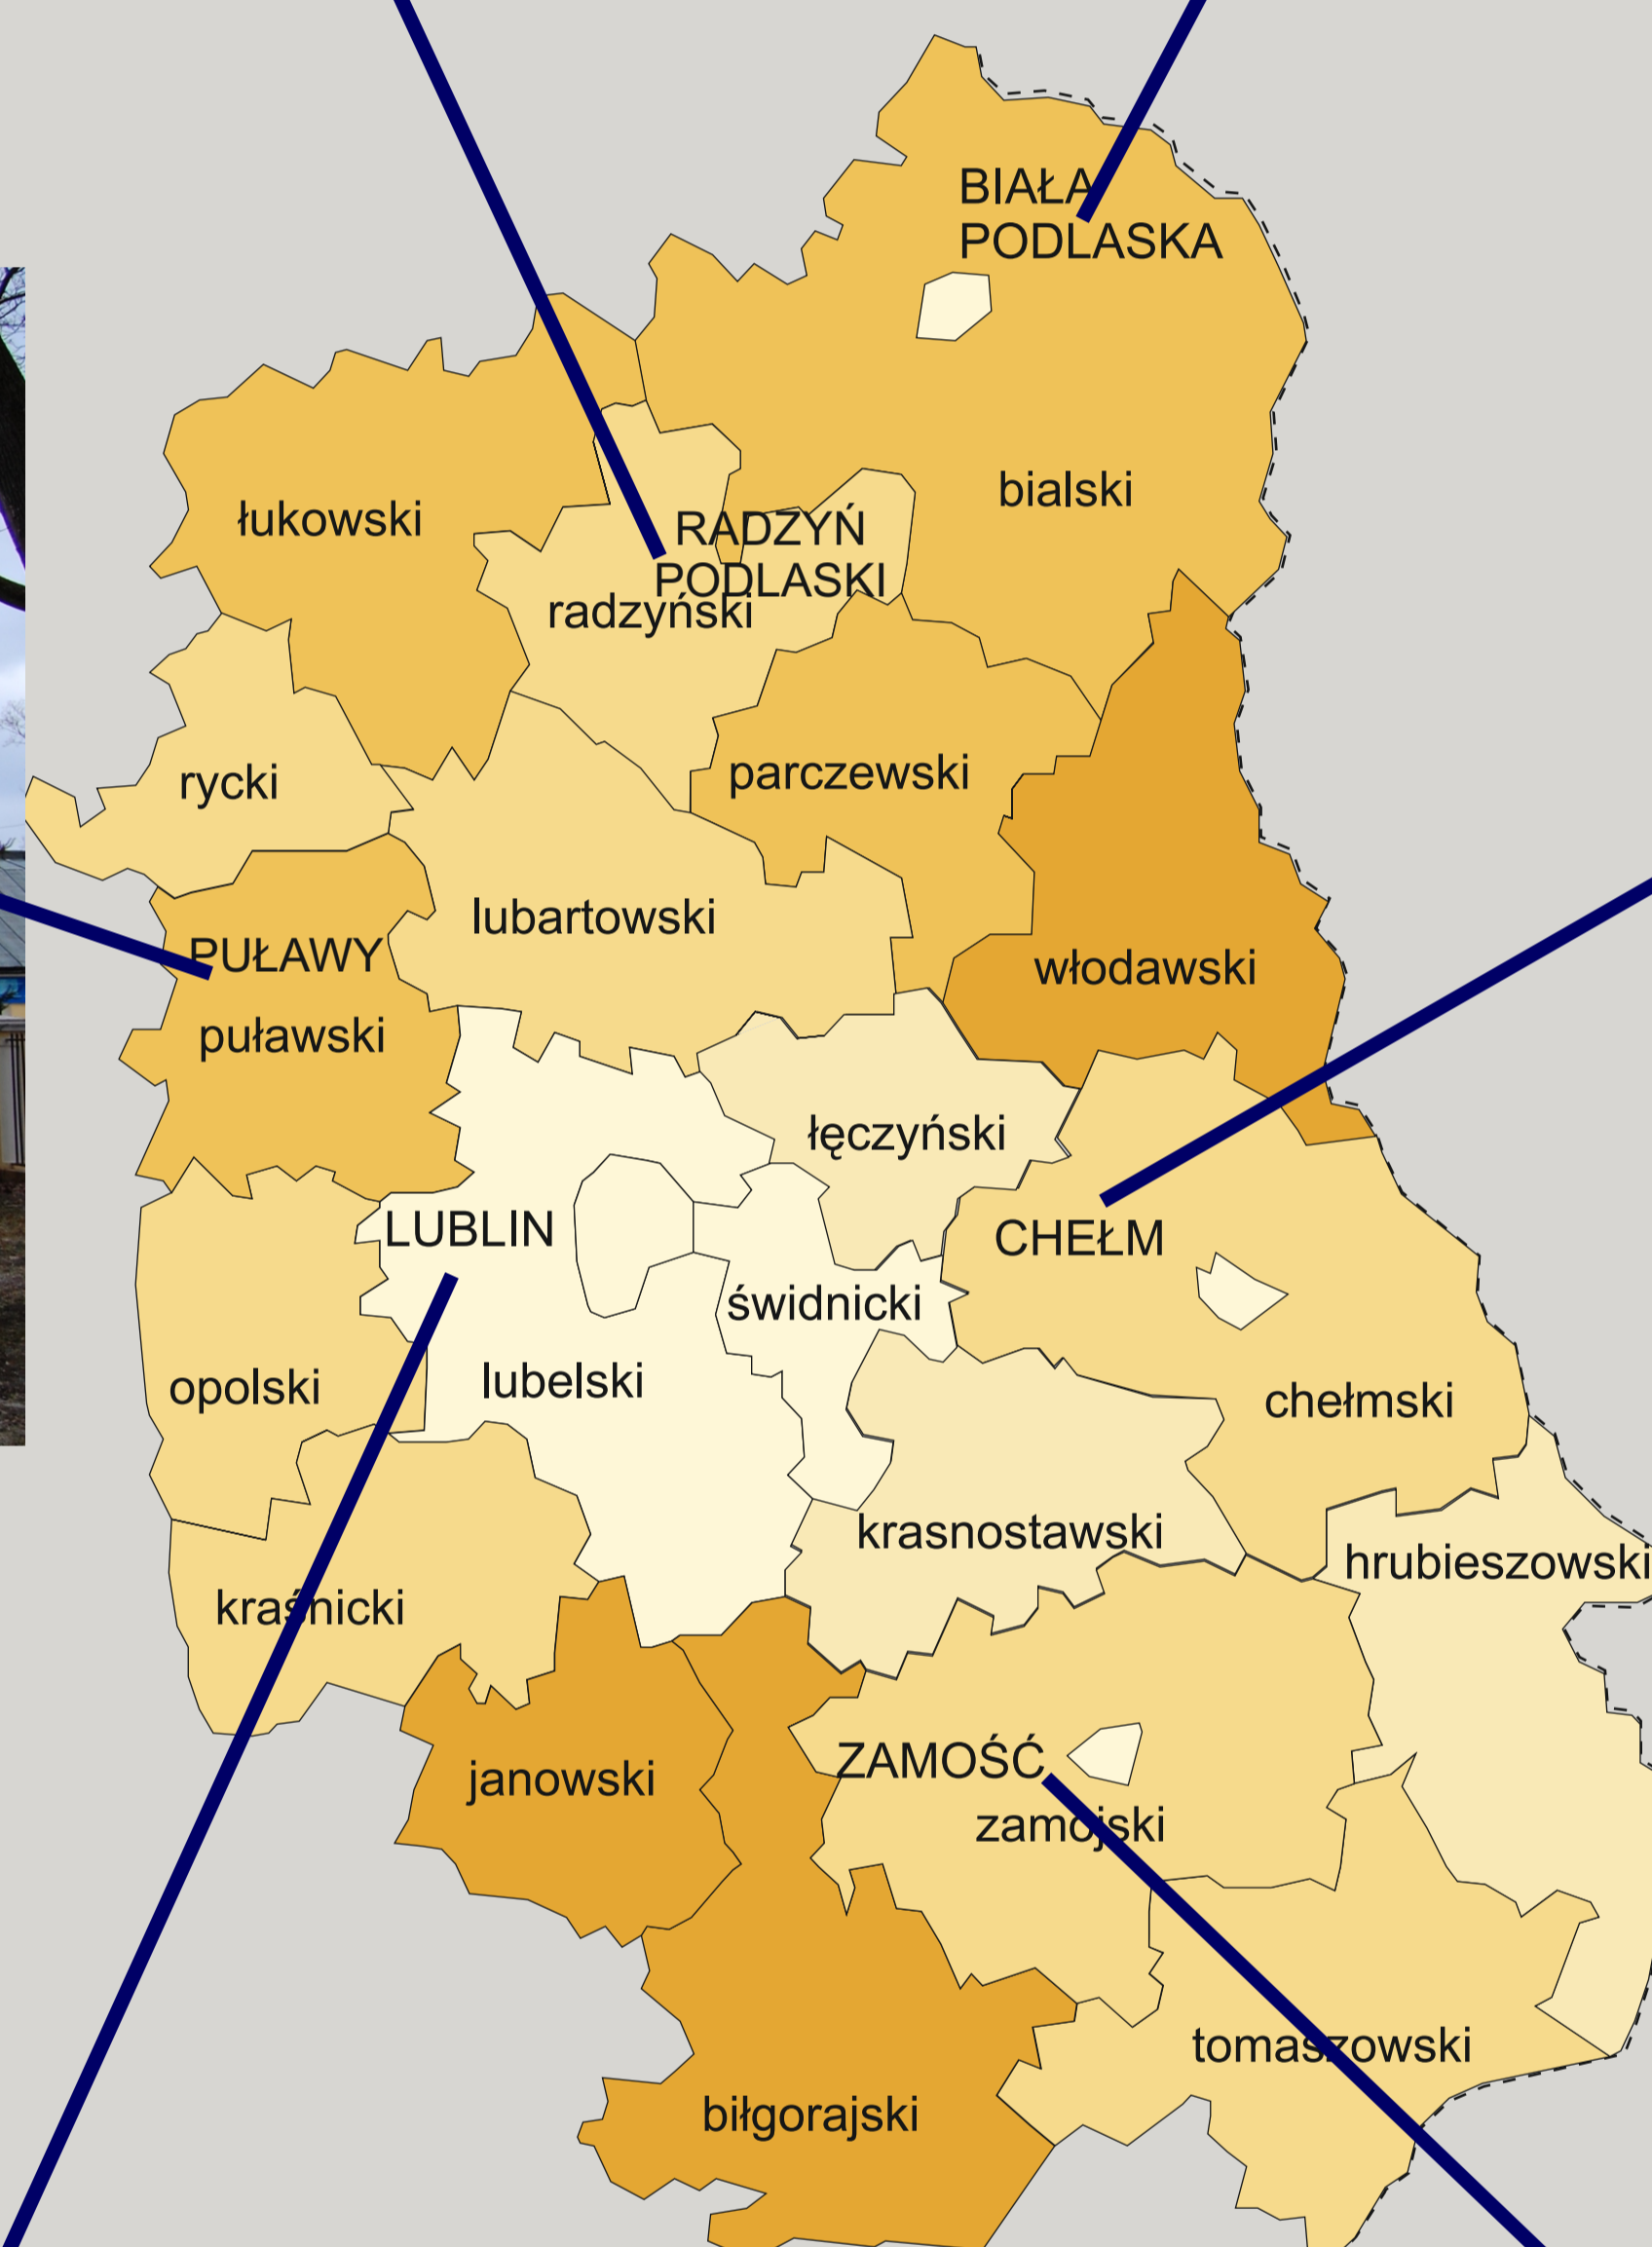 BIAŁA
PODLASKA
bialski
łukowski
RADZYŃ
PODLASKI
radzyński
rycki
parczewski
lubartowski
PUŁAWY
włodawski
puławski
łęczyński
LUBLIN
CHEŁM
świdnicki
opolski
lubelski
chełmski
krasnostawski
hrubieszowski
kraśnicki
ZAMOŚĆ
janowski
zamojski
tomaszowski
biłgorajski